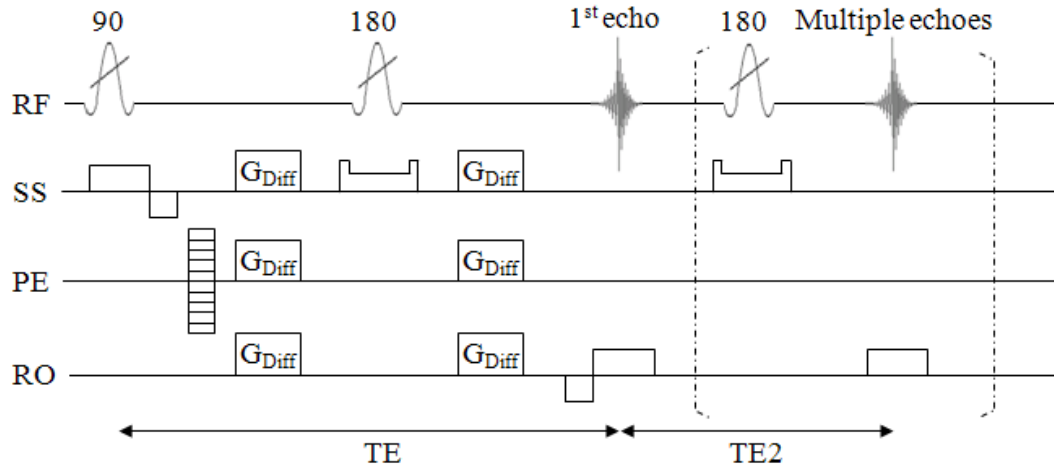 90 180 1st echo 180 Multiple echoes
RF
SS GDiff GDiff
PE GDiff GDiff
RO GDiff GDiff
TE TE2